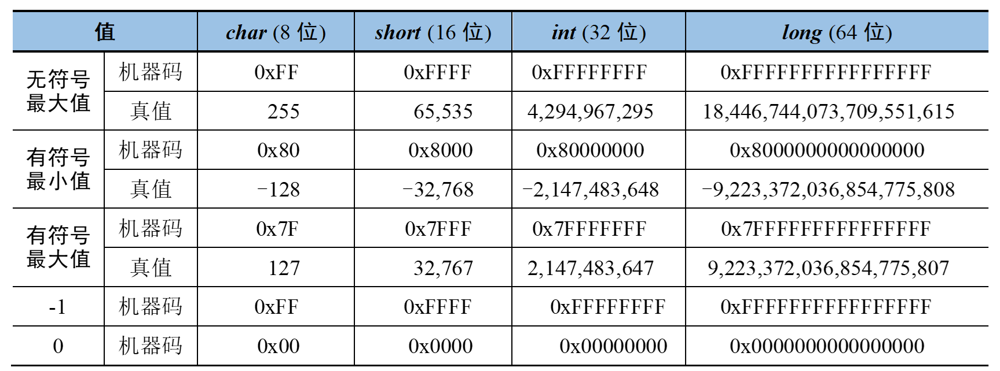 值 char (8 位) short (16 位) int (32 位) long (64 位)
无符号最大值 机器码 0xFF 0xFFFF 0xFFFFFFFF 0xFFFFFFFFFFFFFFFF
真值 255 65,535 4,294,967,295 18,446,744,073,709,551,615
有符号最小值 机器码 0x80 0x8000 0x80000000 0x8000000000000000
真值 -128 -32,768 -2,147,483,648 -9,223,372,036,854,775,808
有符号最大值 机器码 0x7F 0x7FFF 0x7FFFFFFF 0x7FFFFFFFFFFFFFFF
真值 127 32,767 2,147,483,647 9,223,372,036,854,775,807
-1 机器码 0xFF 0xFFFF 0xFFFFFFFF 0xFFFFFFFFFFFFFFFF
0 机器码 0x00 0x0000 0x00000000 0x0000000000000000